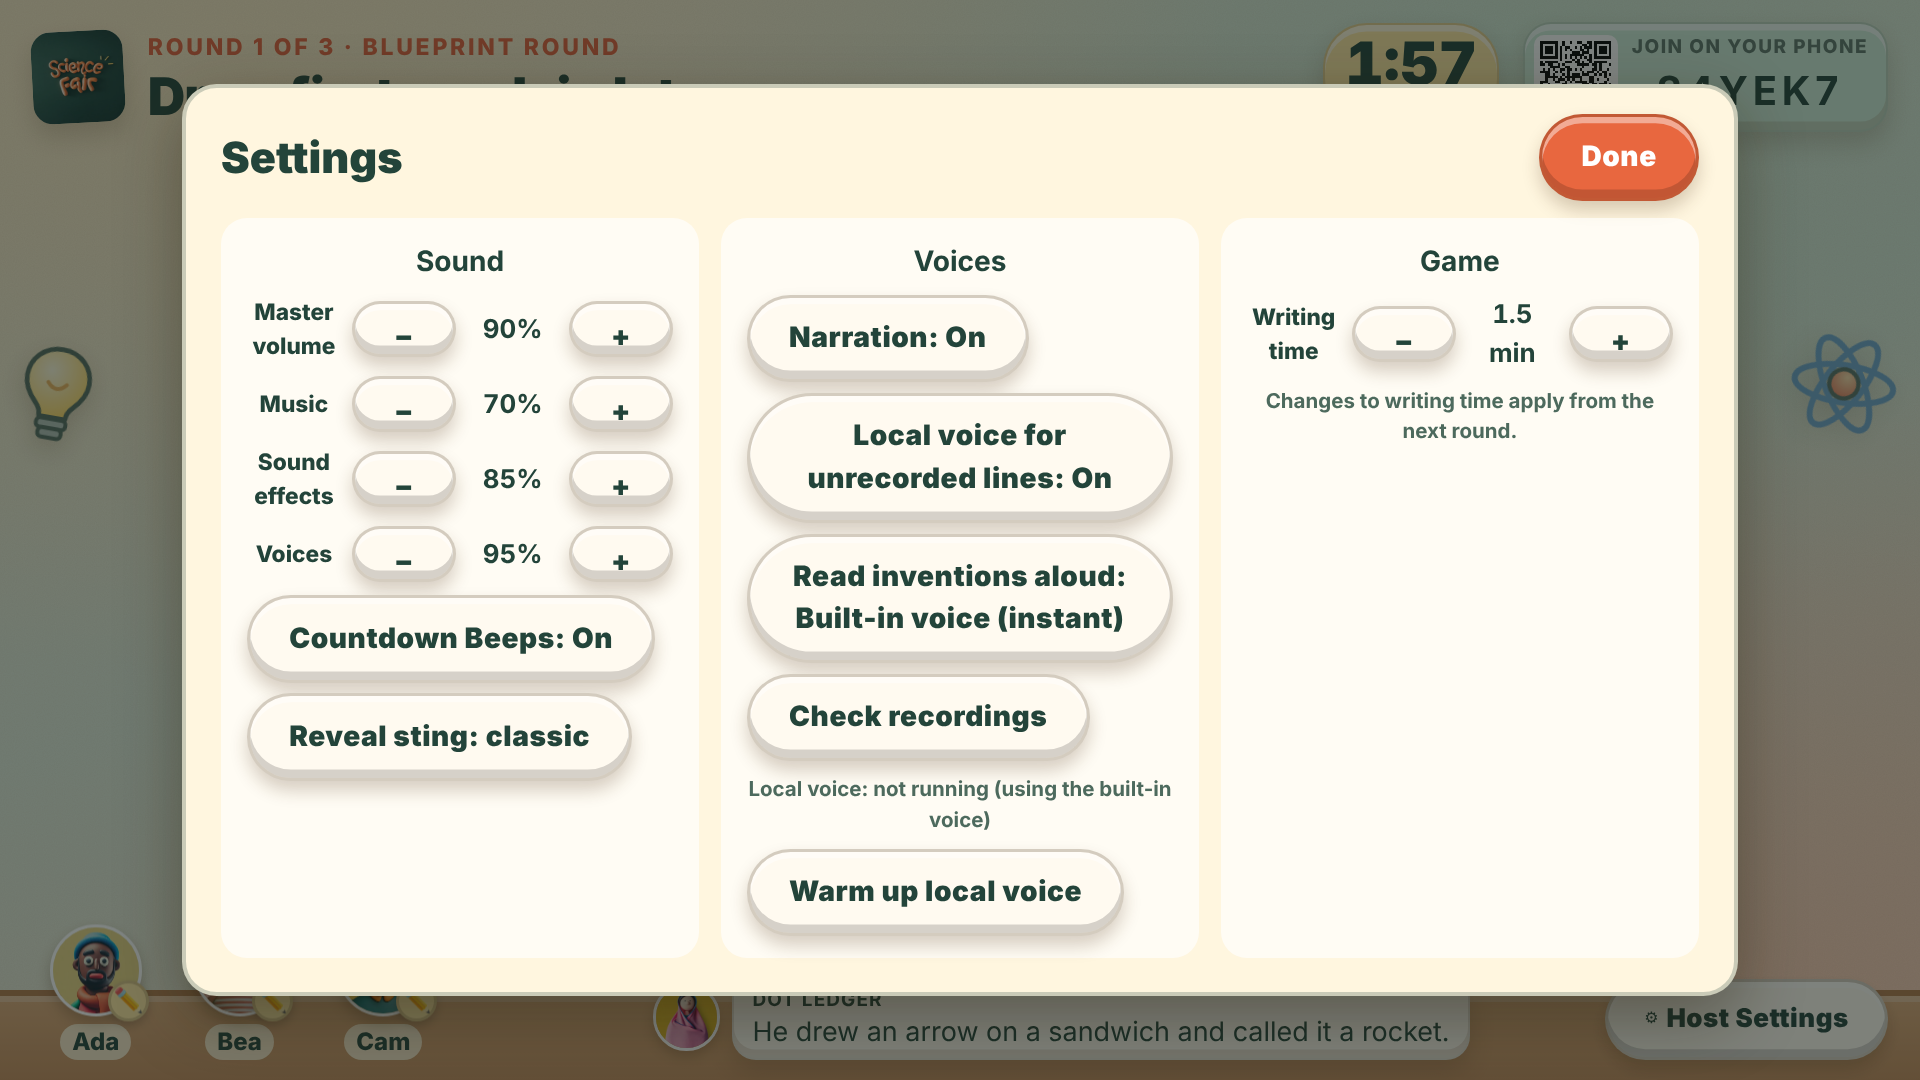 Science
Fair
ROUND 1 OF 3 · BLUEPRINT ROUND
1:57
JOIN ON YOUR PHONE
YEK7
Settings
Done
Sound
Master
volume
– 90% +
Music – 70% +
Sound
effects
– 85% +
Voices – 95% +
Countdown Beeps: On
Reveal sting: classic
Voices
Narration: On
Local voice for
unrecorded lines: On
Read inventions aloud:
Built-in voice (instant)
Check recordings
Local voice: not running (using the built-in
voice)
Warm up local voice
Game
Writing
time
– 1.5
min +
Changes to writing time apply from the
next round.
Ada
Bea
Cam
DOT LEDGER
He drew an arrow on a sandwich and called it a rocket.
⚙ Host Settings